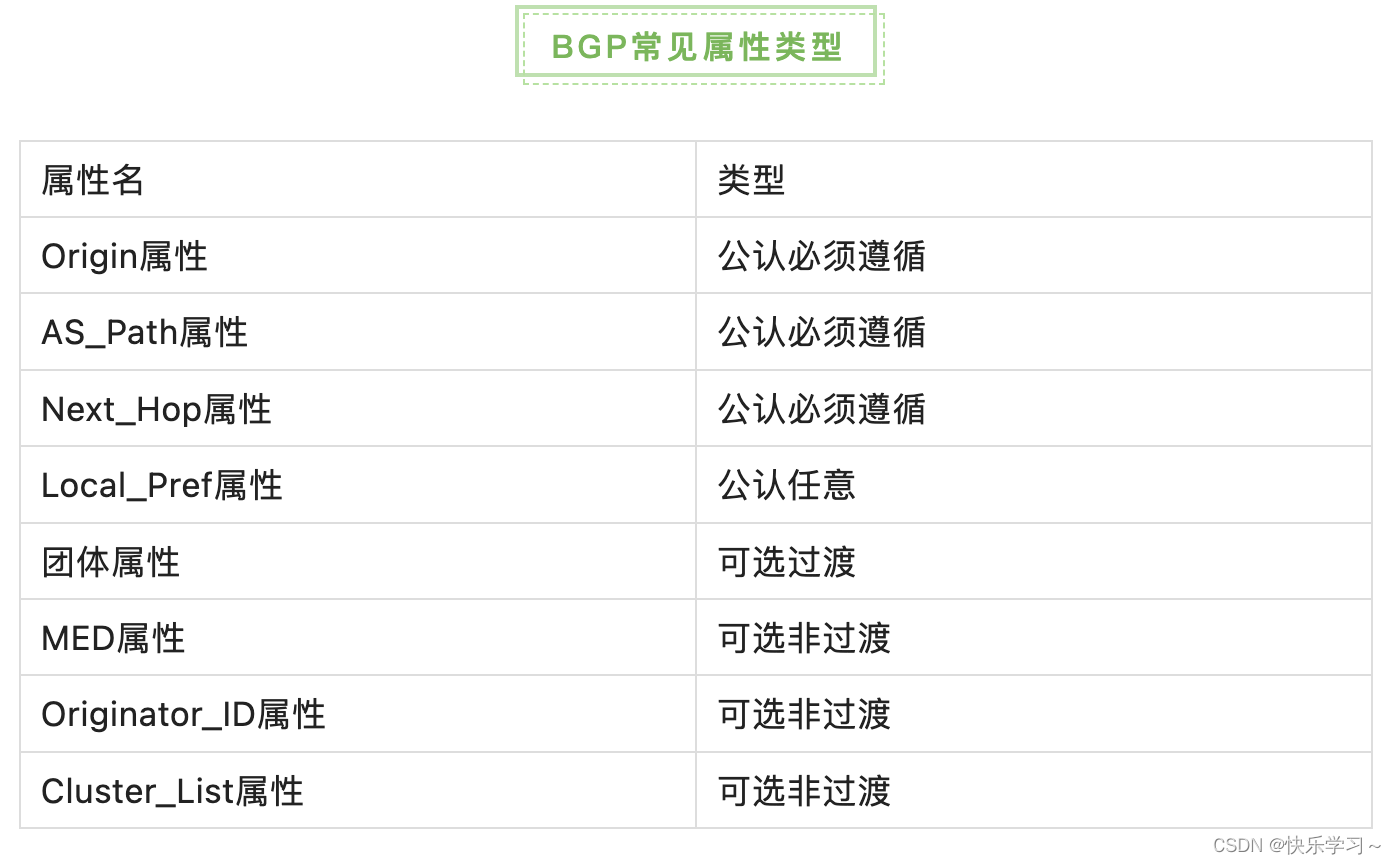 BGP常见属性类型
属性名 类型
Origin属性 公认必须遵循
AS_Path属性 公认必须遵循
Next_Hop属性 公认必须遵循
Local_Pref属性 公认任意
团体属性 可选过渡
MED属性 可选非过渡
Originator_ID属性 可选非过渡
Cluster_List属性 可选非过渡
CSDN @快乐学习~